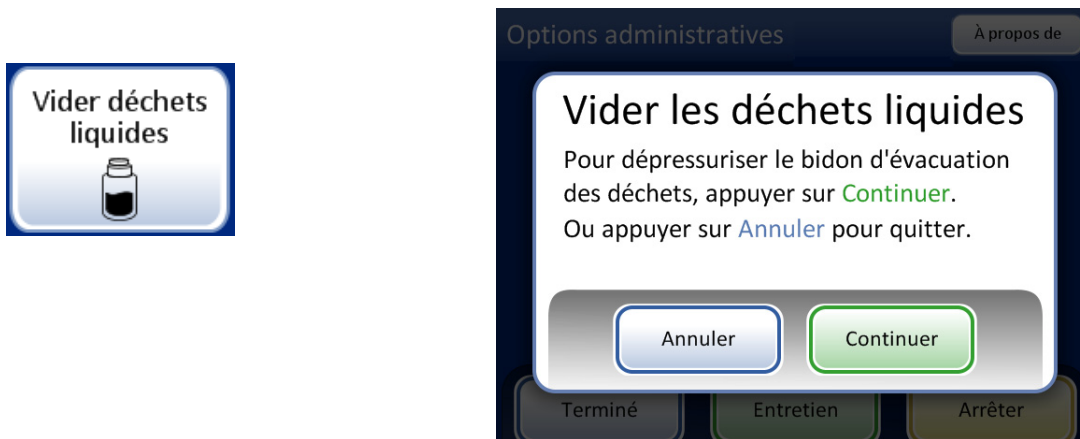 Vider déchets
liquides
Options administratives
À propos de
Vider les déchets liquides
Pour dépressuriser le bidon d'évacuation
des déchets, appuyer sur Continuer.
Ou appuyer sur Annuler pour quitter.
Annuler
Continuer
Terminé
Entretien
Arrêter